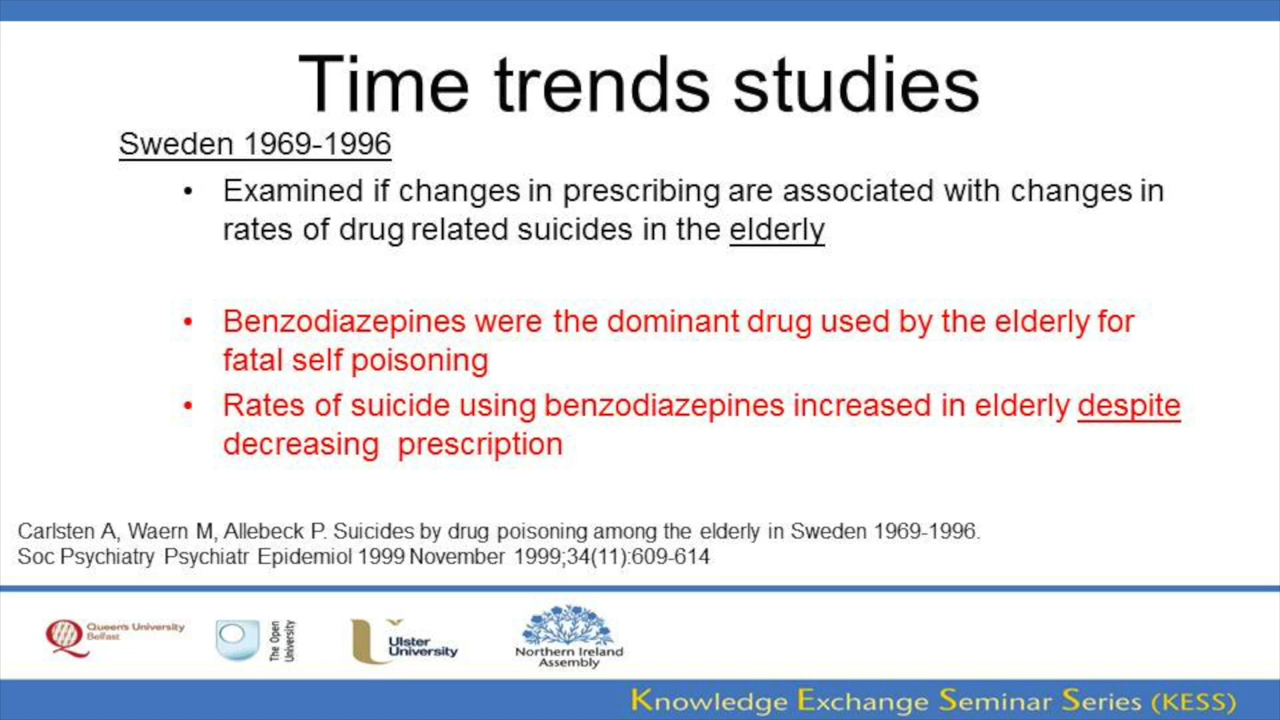 Time trends studies
Sweden 1969-1996
• Examined if changes in prescribing are associated with changes in
rates of drug related suicides in the elderly
• Benzodiazepines were the dominant drug used by the elderly for
fatal self poisoning
• Rates of suicide using benzodiazepines increased in elderly despite
decreasing prescription
Carlsten A, Waern M, Allebeck P. Suicides by drug poisoning among the elderly in Sweden 1969-1996.
Soc Psychiatry Psychiatr Epidemiol 1999 November 1999;34(11):609-614
Queen's University
Belfast
The Open
University
Ulster
University
Northern Ireland
Assembly
Knowledge Exchange Seminar Series (KESS)